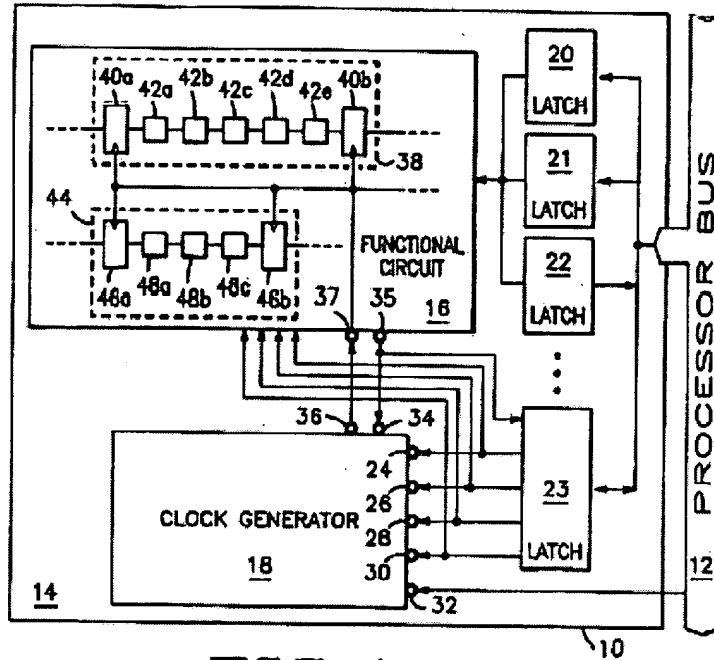 40a 42a 42b 42c 42d 42e 40b
20
LATCH
38
21
LATCH
44
46a 48a 48b 48c 46b
FUNCTIONAL
CIRCUIT
16
22
LATCH
37 35
36 34
24
26
28
30
32
23
LATCH
CLOCK GENERATOR
18
14
10
PROCESSOR BUS
12